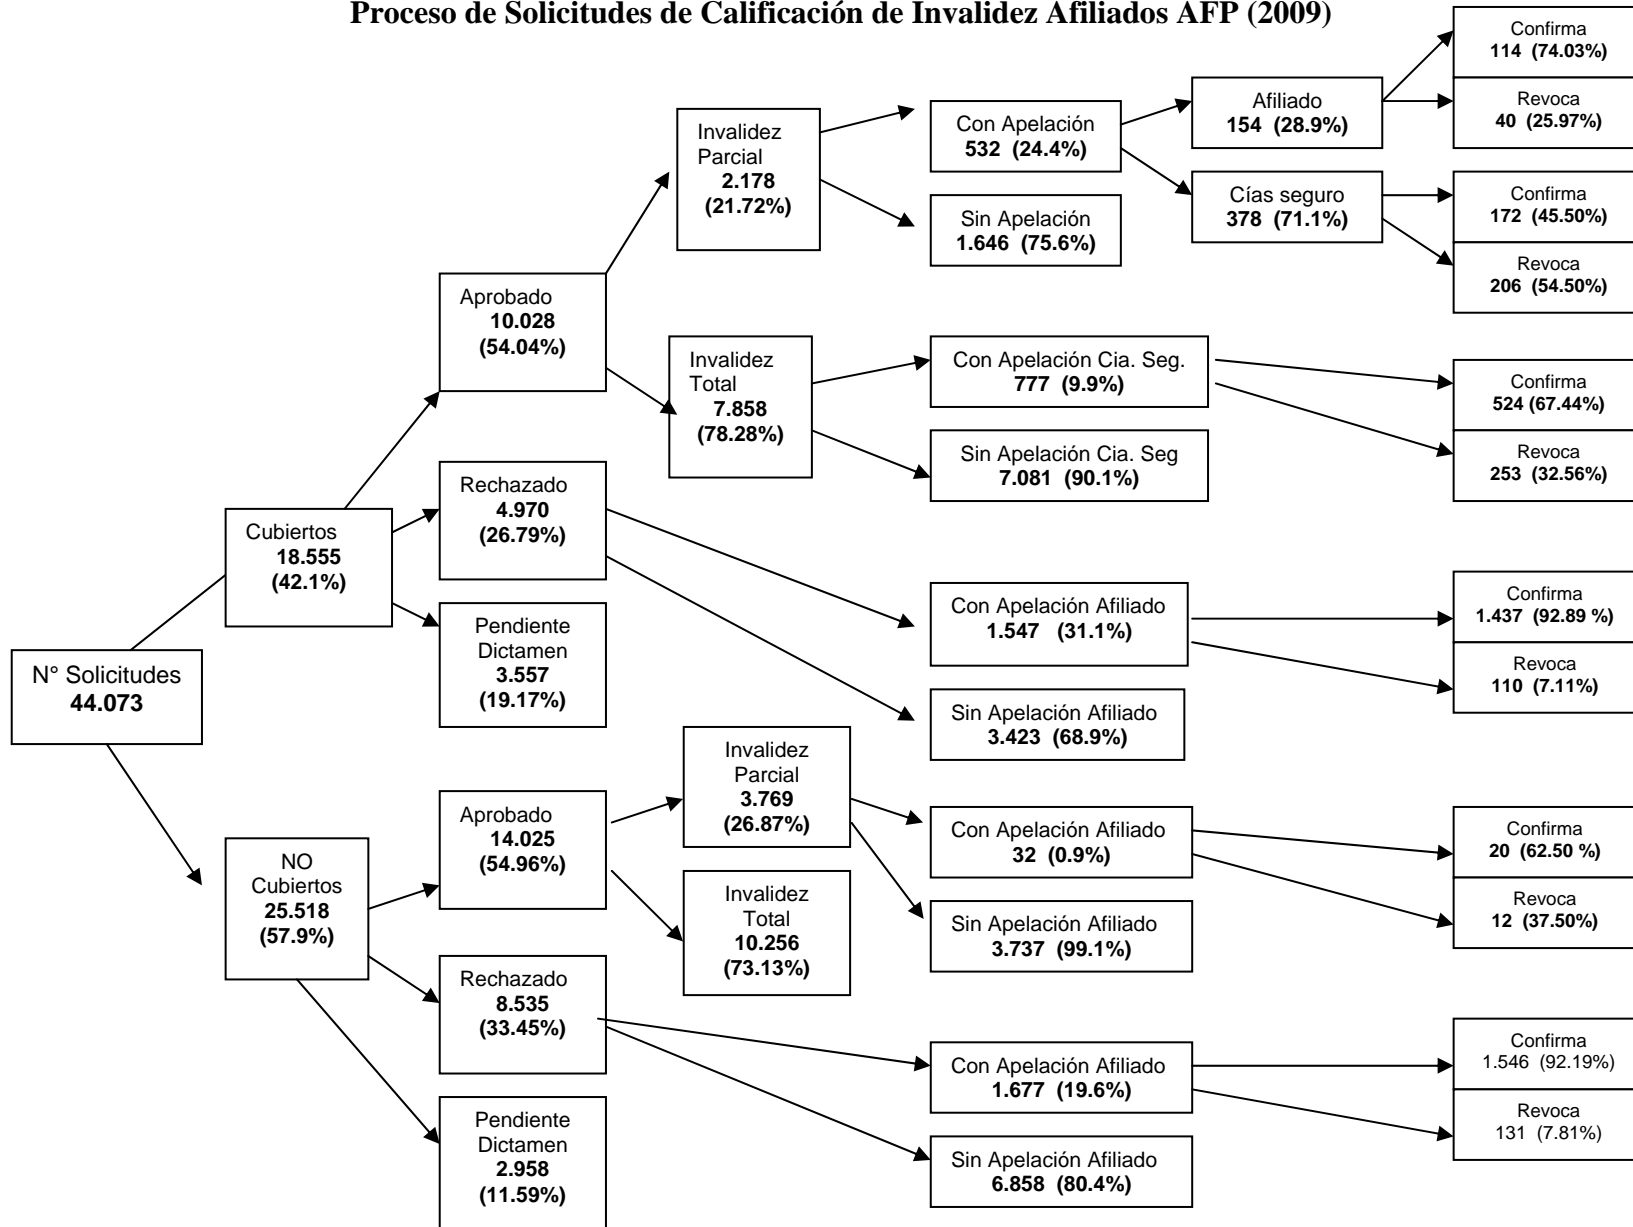 Proceso de Solicitudes de Calificación de Invalidez Afiliados AFP (2009)
N° Solicitudes
44.073
Cubiertos
18.555
(42.1%)
NO
Cubiertos
25.518
(57.9%)
Aprobado
10.028
(54.04%)
Rechazado
4.970
(26.79%)
Pendiente
Dictamen
3.557
(19.17%)
Aprobado
14.025
(54.96%)
Rechazado
8.535
(33.45%)
Pendiente
Dictamen
2.958
(11.59%)
Invalidez
Parcial
2.178
(21.72%)
Invalidez
Total
7.858
(78.28%)
Invalidez
Parcial
3.769
(26.87%)
Invalidez
Total
10.256
(73.13%)
Con Apelación
532 (24.4%)
Sin Apelación
1.646 (75.6%)
Con Apelación Cia. Seg.
777 (9.9%)
Sin Apelación Cia. Seg
7.081 (90.1%)
Con Apelación Afiliado
1.547 (31.1%)
Sin Apelación Afiliado
3.423 (68.9%)
Con Apelación Afiliado
32 (0.9%)
Sin Apelación Afiliado
3.737 (99.1%)
Con Apelación Afiliado
1.677 (19.6%)
Sin Apelación Afiliado
6.858 (80.4%)
Afiliado
154 (28.9%)
Cías seguro
378 (71.1%)
Confirma
114 (74.03%)
Revoca
40 (25.97%)
Confirma
172 (45.50%)
Revoca
206 (54.50%)
Confirma
524 (67.44%)
Revoca
253 (32.56%)
Confirma
1.437 (92.89 %)
Revoca
110 (7.11%)
Confirma
20 (62.50 %)
Revoca
12 (37.50%)
Confirma
1.546 (92.19%)
Revoca
131 (7.81%)